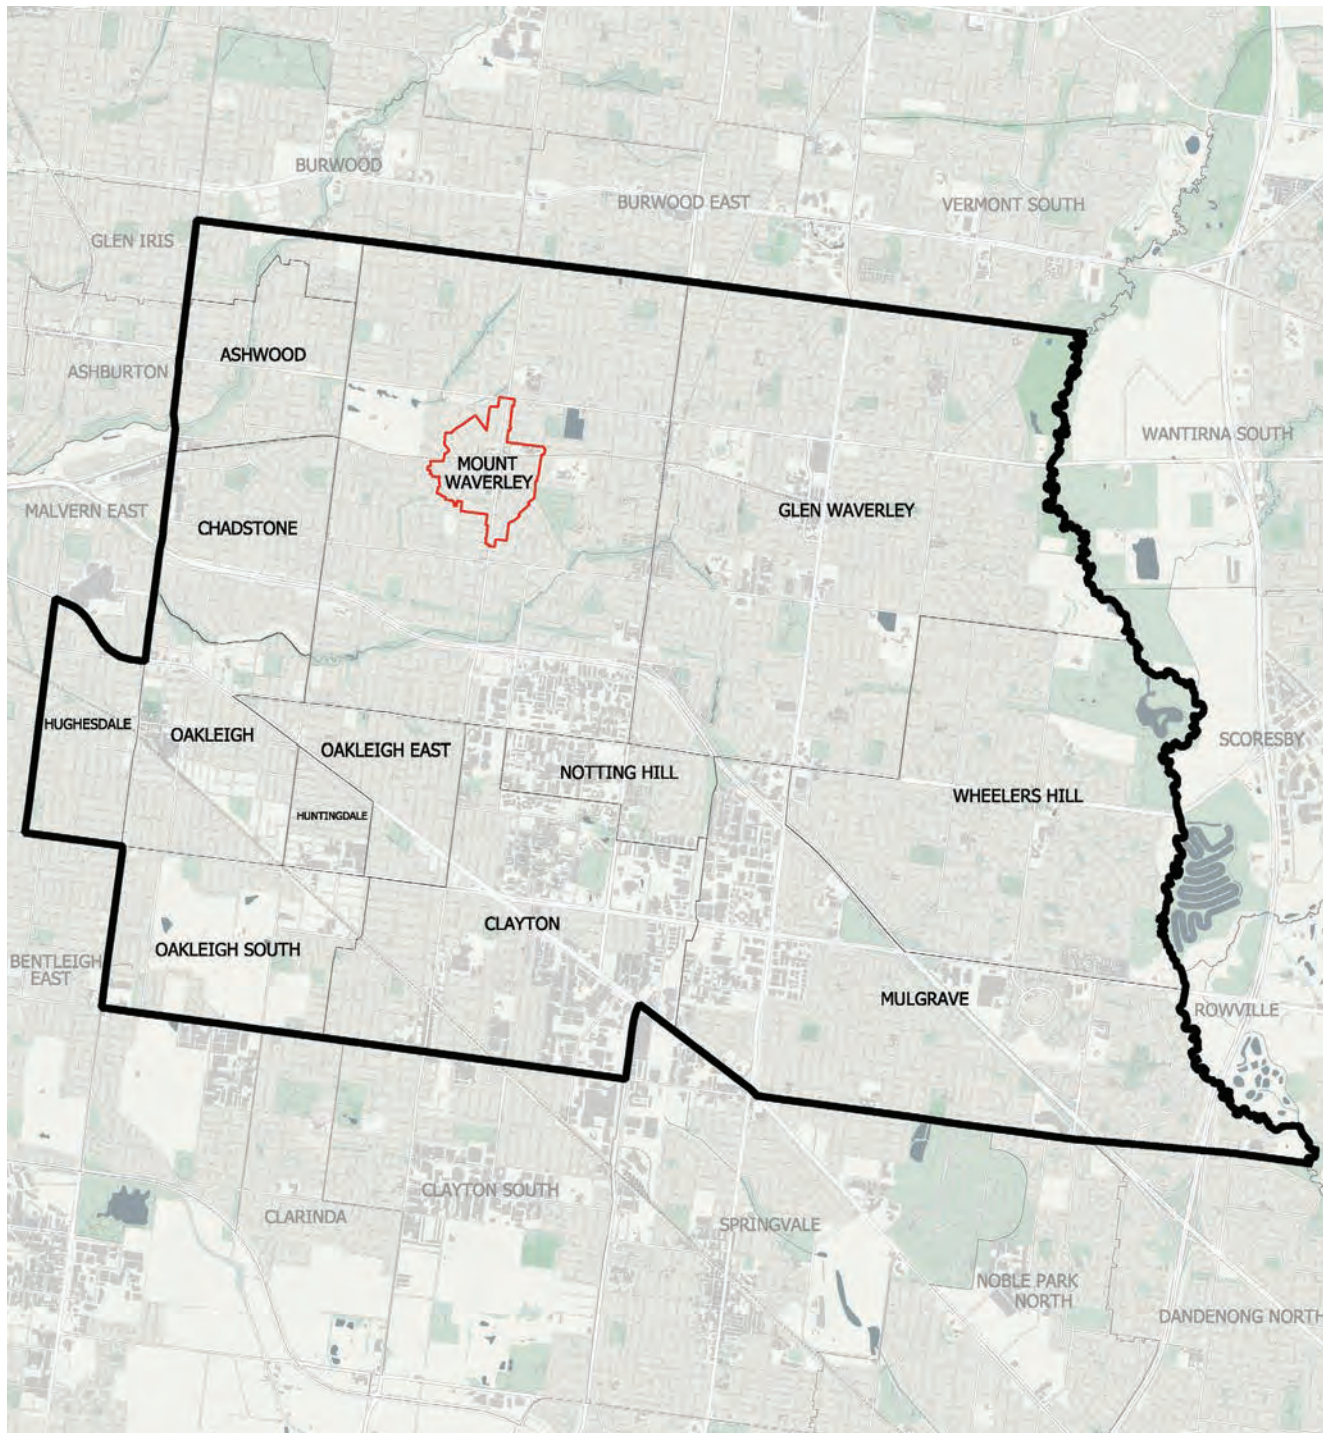 BURWOOD
BURWOOD EAST
VERMONT SOUTH
GLEN IRIS
ASHWOOD
ASHBURTON
WANTIRNA SOUTH
MOUNT
WAVERLEY
MALVERN EAST
GLEN WAVERLEY
CHADSTONE
HUGHESDALE
OAKLEIGH
OAKLEIGH EAST
SCORESBY
NOTTING HILL
WHEELERS HILL
HUNTINGDALE
CLAYTON
OAKLEIGH SOUTH
BENTLEIGH
EAST
MULGRAVE
ROWVILLE
CLAYTON SOUTH
CLARINDA
SPRINGVALE
NOBLE PARK
NORTH
DANDENONG NORTH